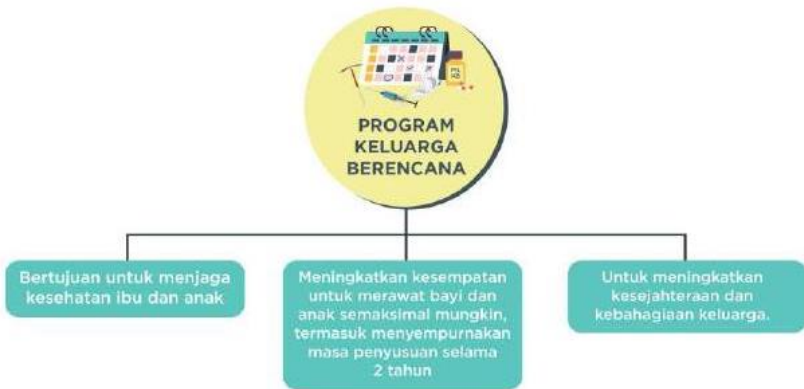 PROGRAM
KELUARGA
BERENCANA
Bertujuan untuk menjaga
kesehatan ibu dan anak
Meningkatkan kesempatan
untuk merawat bayi dan
anak semaksimal mungkin,
termasuk menyempurnakan
masa penyusuan selama
2 tahun
Untuk meningkatkan
kesejahteraan dan
kebahagiaan keluarga.